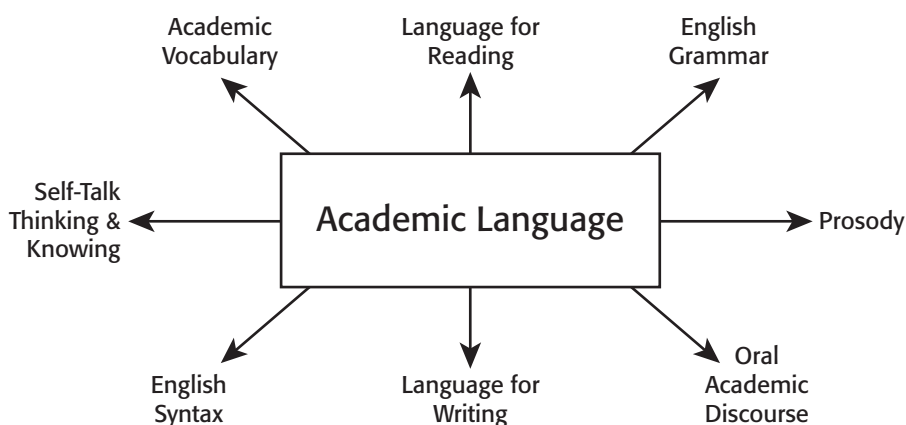 Academic
Vocabulary
Language for
Reading
English
Grammar
Self-Talk
Thinking &
Knowing
Academic Language
Prosody
English
Syntax
Language for
Writing
Oral
Academic
Discourse